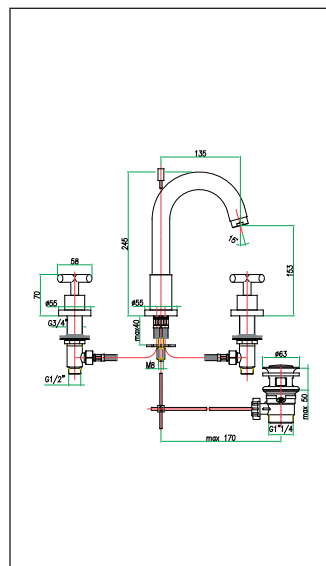 135
245
15°
153
58
70
ø55
ø55
G3/4"
max40
M8
G1/2"
ø63
max 50
G1"1/4
max 170